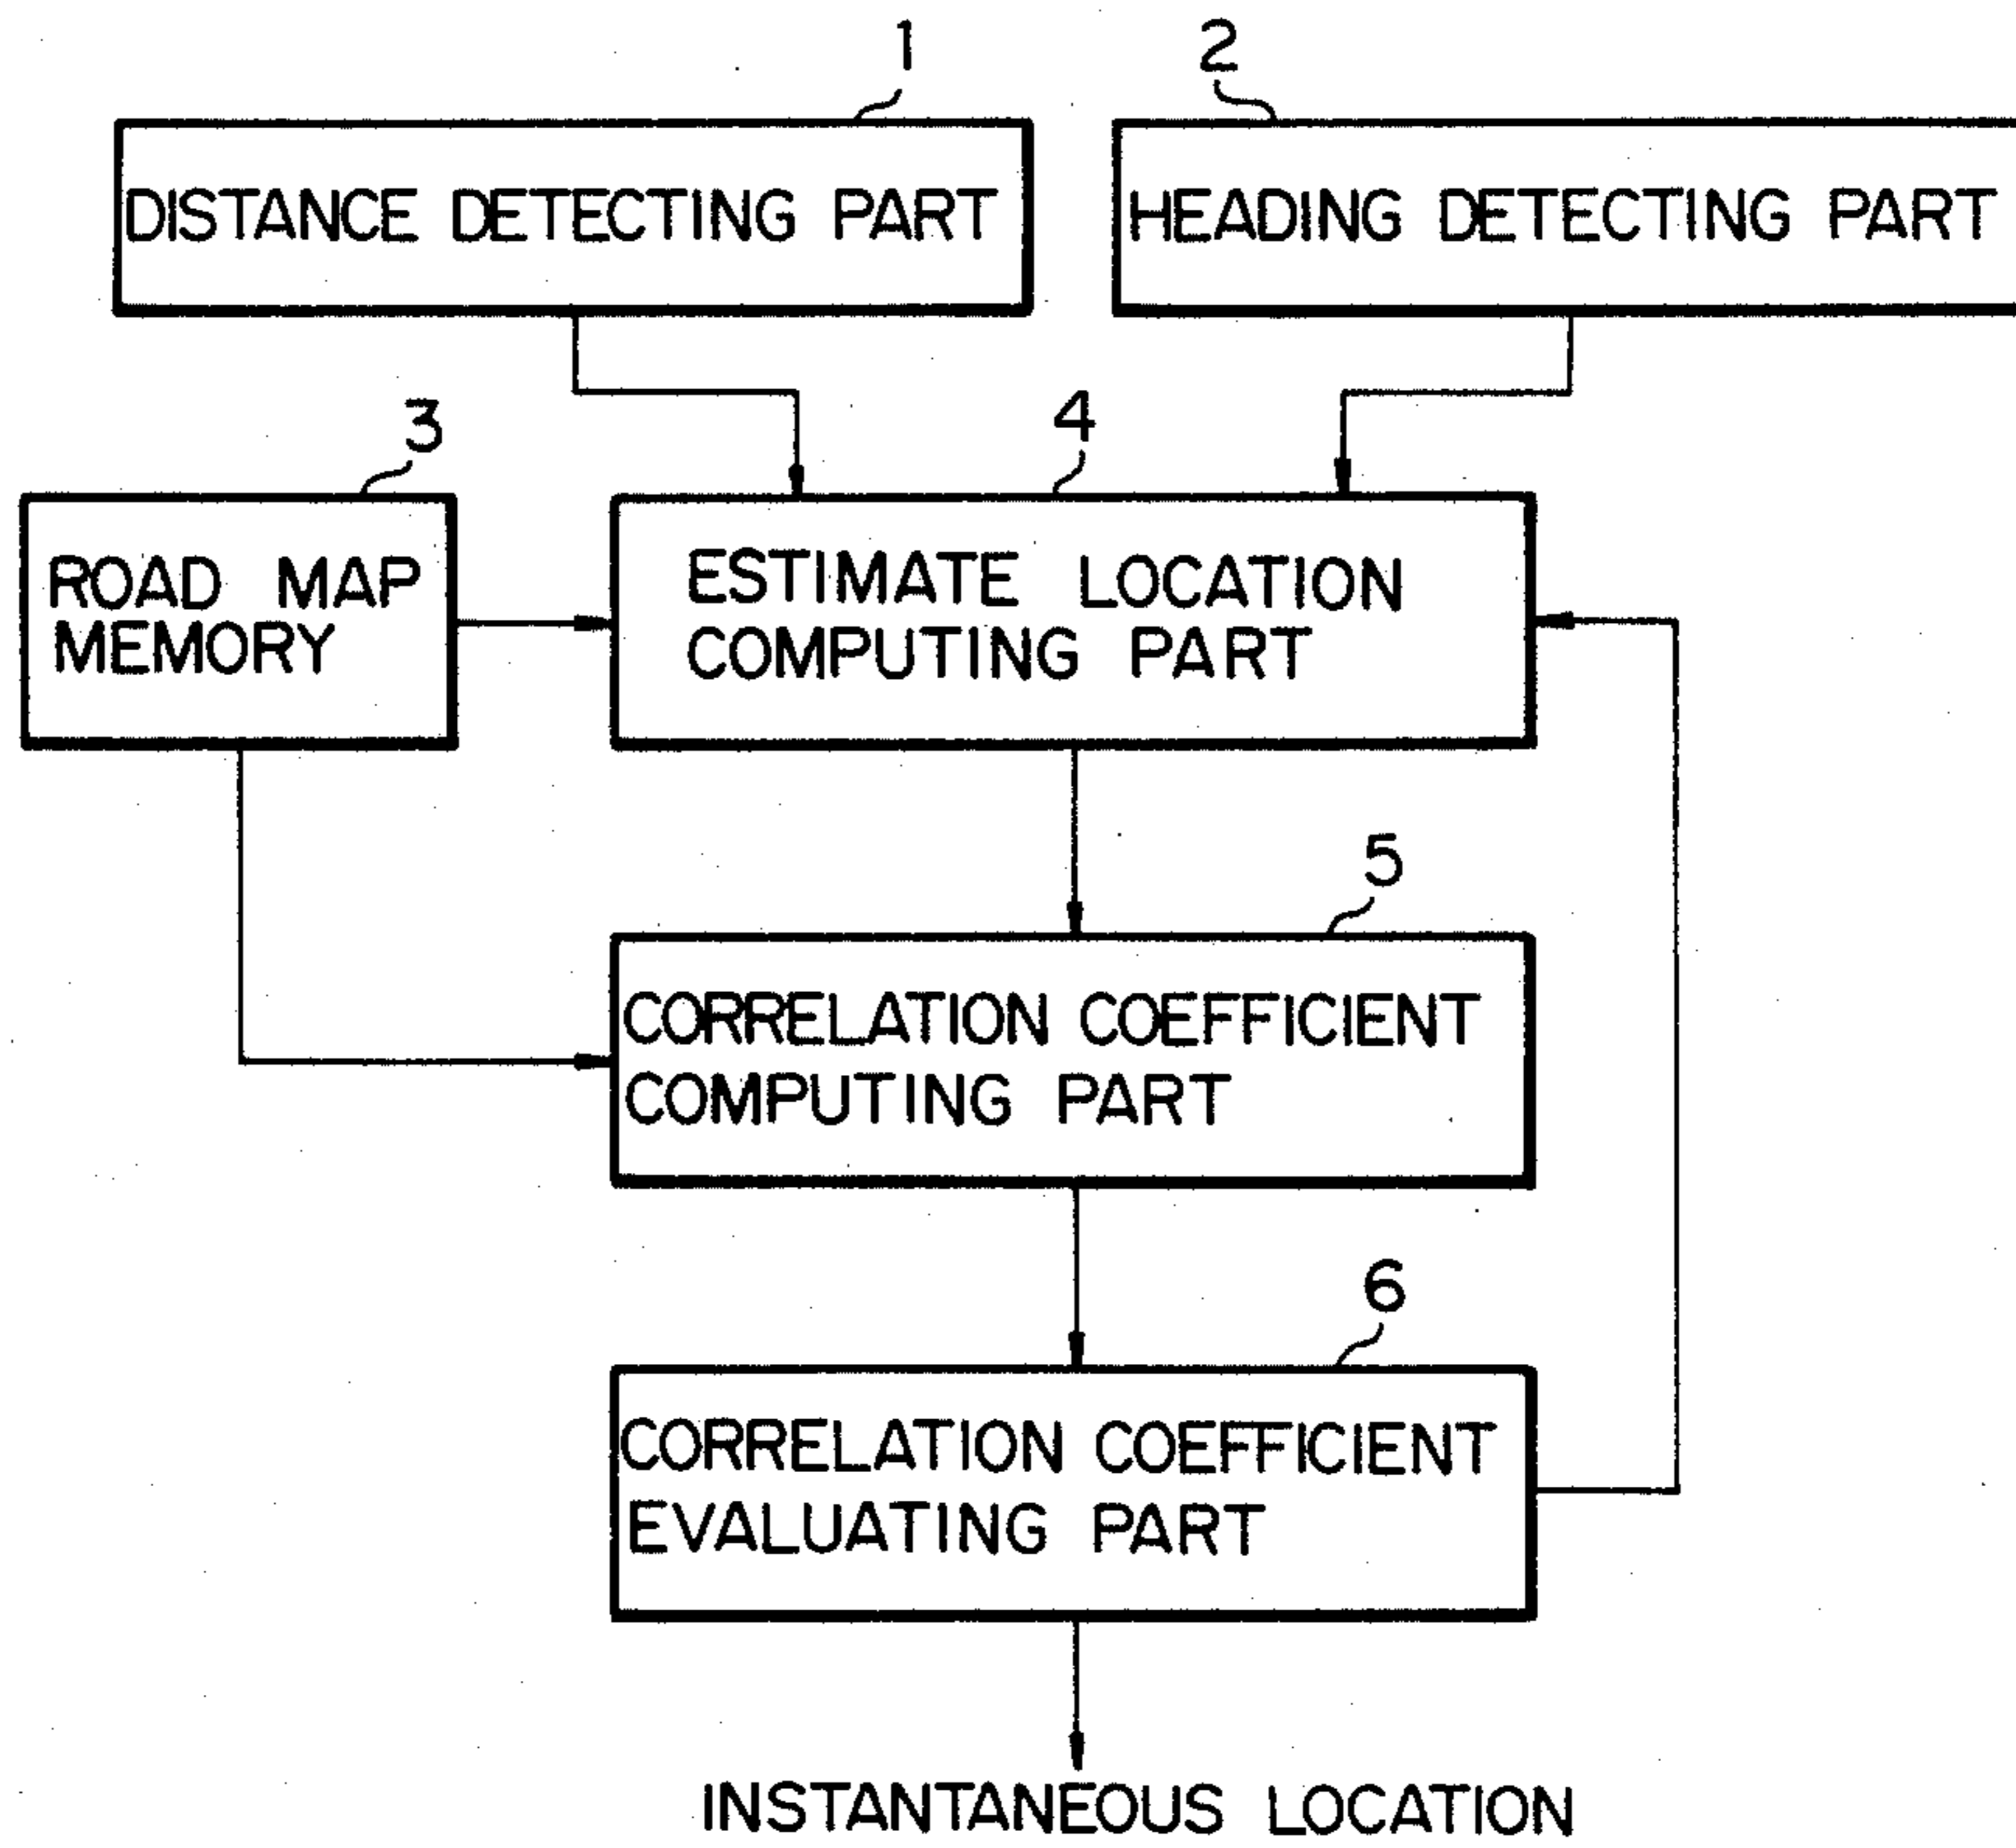 1
2
DISTANCE DETECTING PART
HEADING DETECTING PART
3
4
ROAD MAP
MEMORY
ESTIMATE LOCATION
COMPUTING PART
5
CORRELATION COEFFICIENT
COMPUTING PART
6
CORRELATION COEFFICIENT
EVALUATING PART
INSTANTANEOUS LOCATION